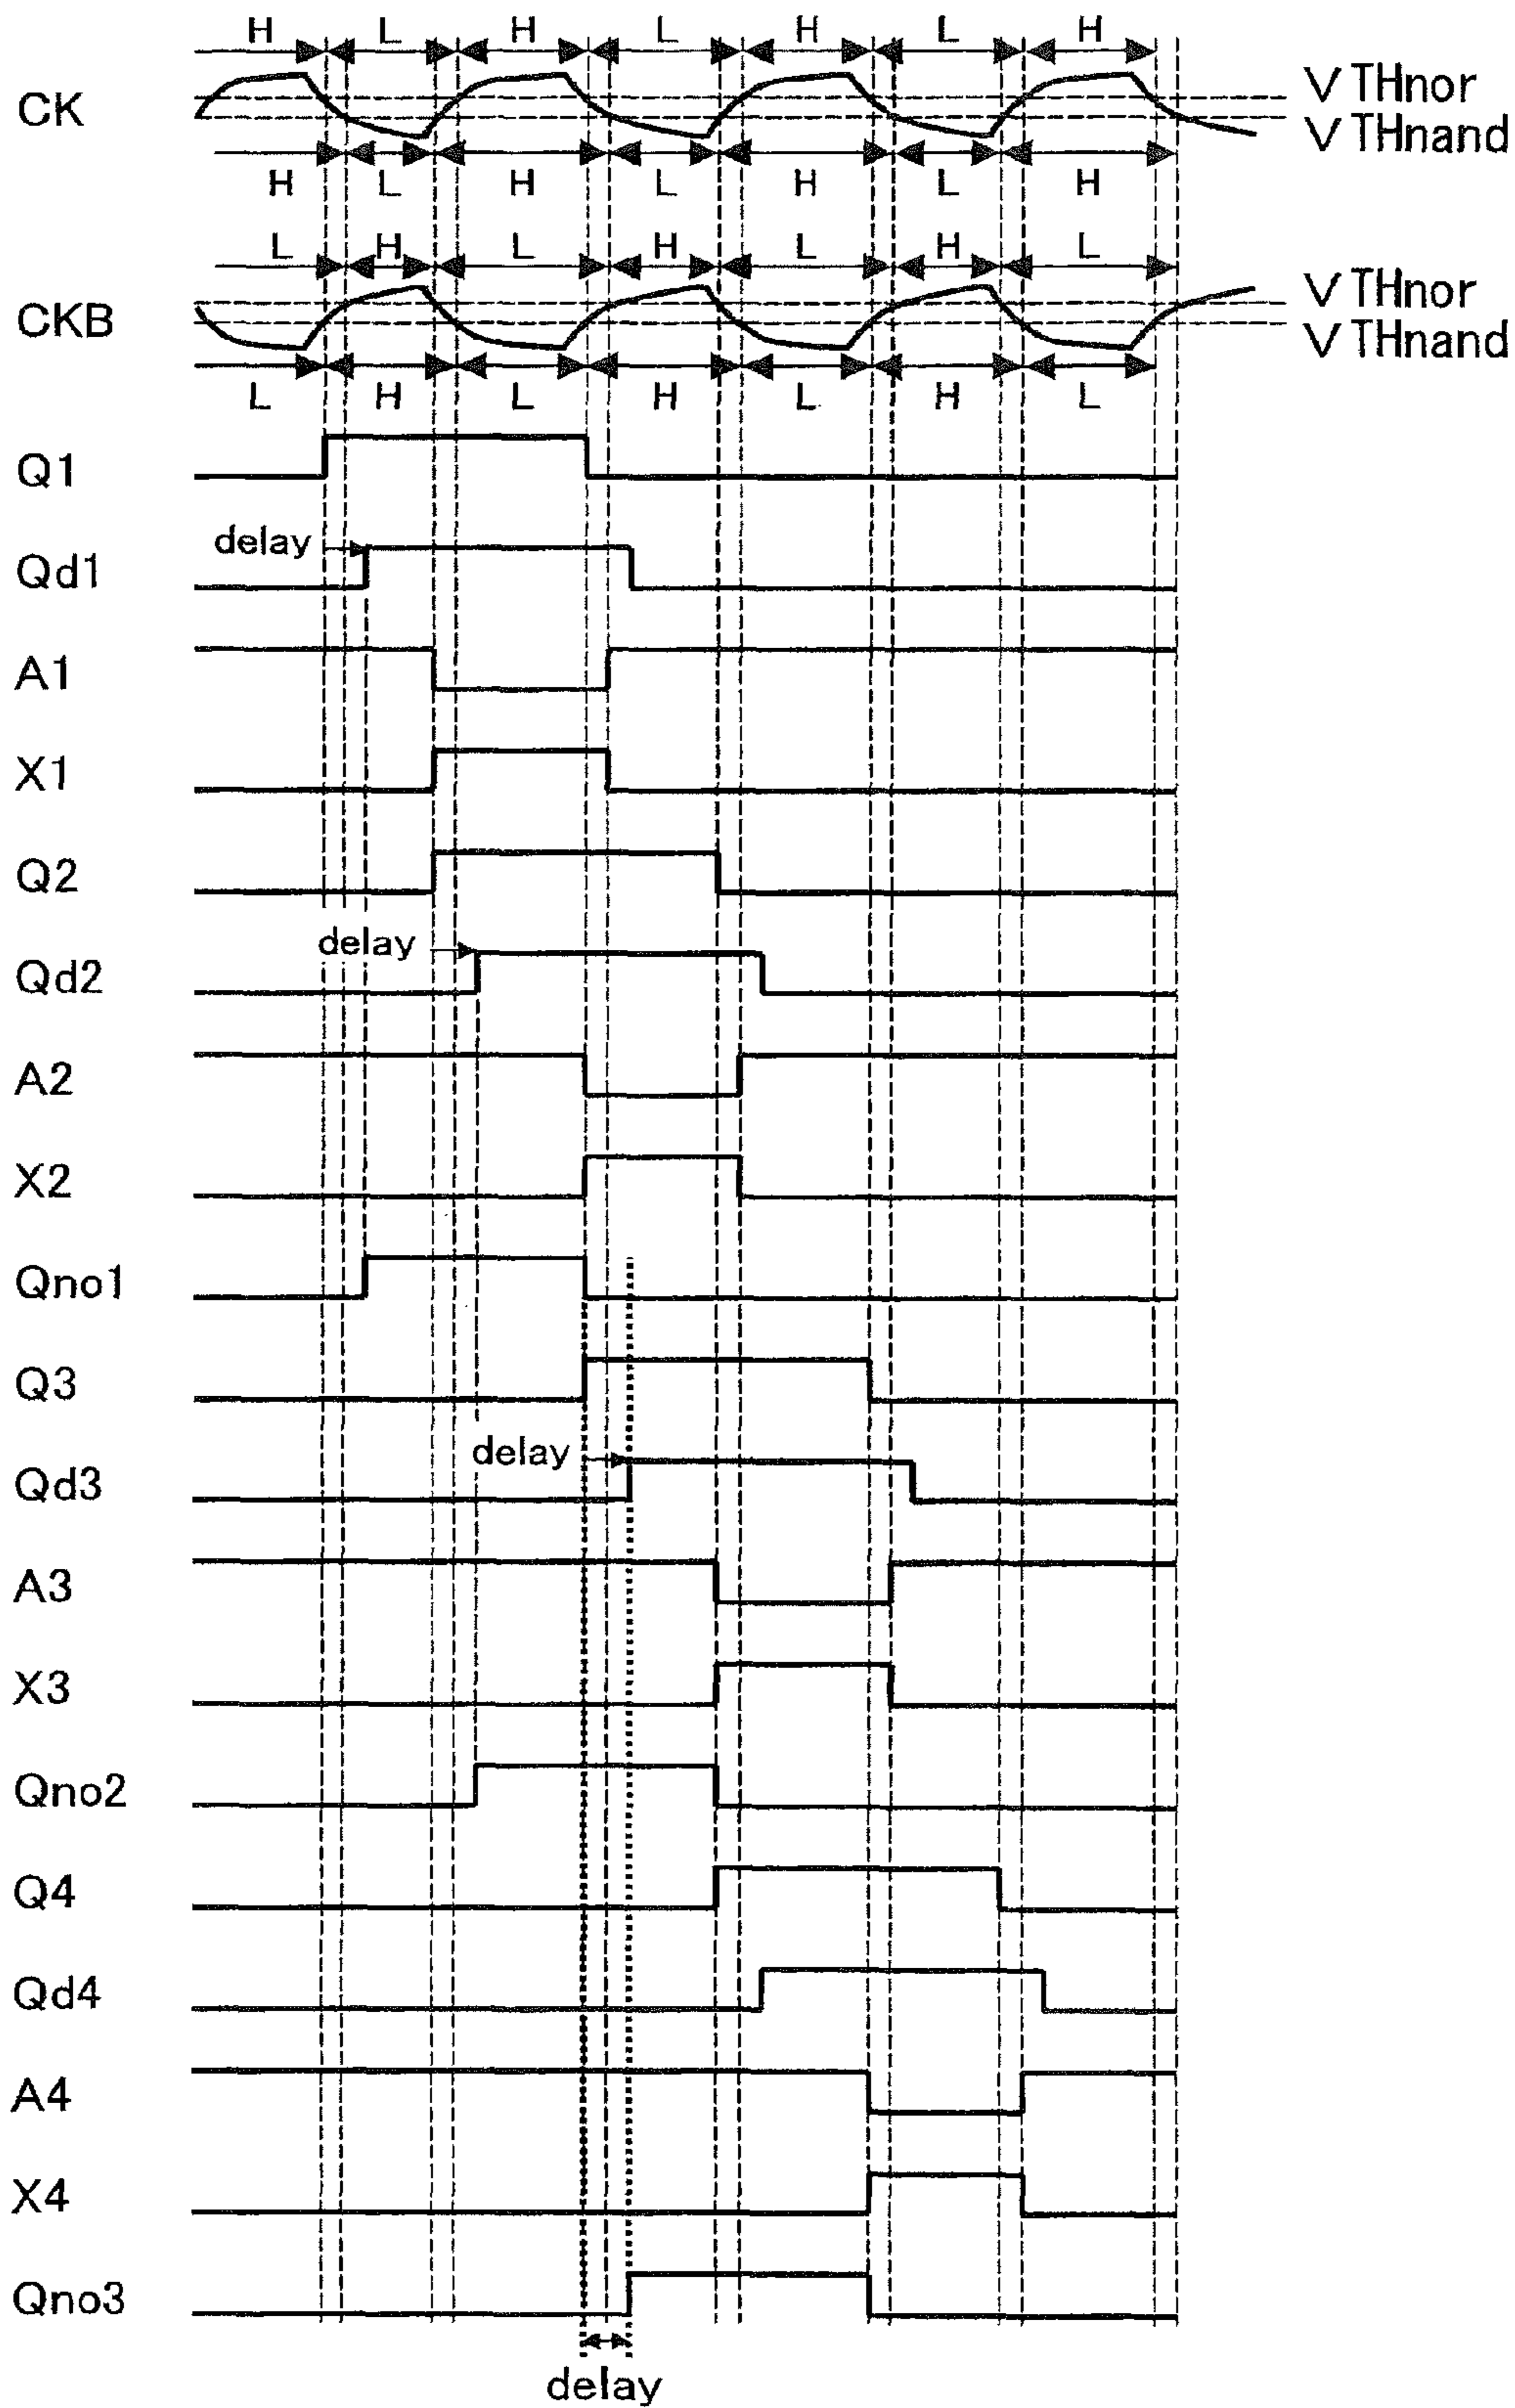 H L H L H L H
CK
V THnor
V THnand
H L H L H L H
L H L H L H L
CKB
V THnor
V THnand
L H L H L H L
Q1
delay
Qd1
A1
X1
Q2
delay
Qd2
A2
X2
Qno1
Q3
delay
Qd3
A3
X3
Qno2
Q4
Qd4
A4
X4
Qno3
delay